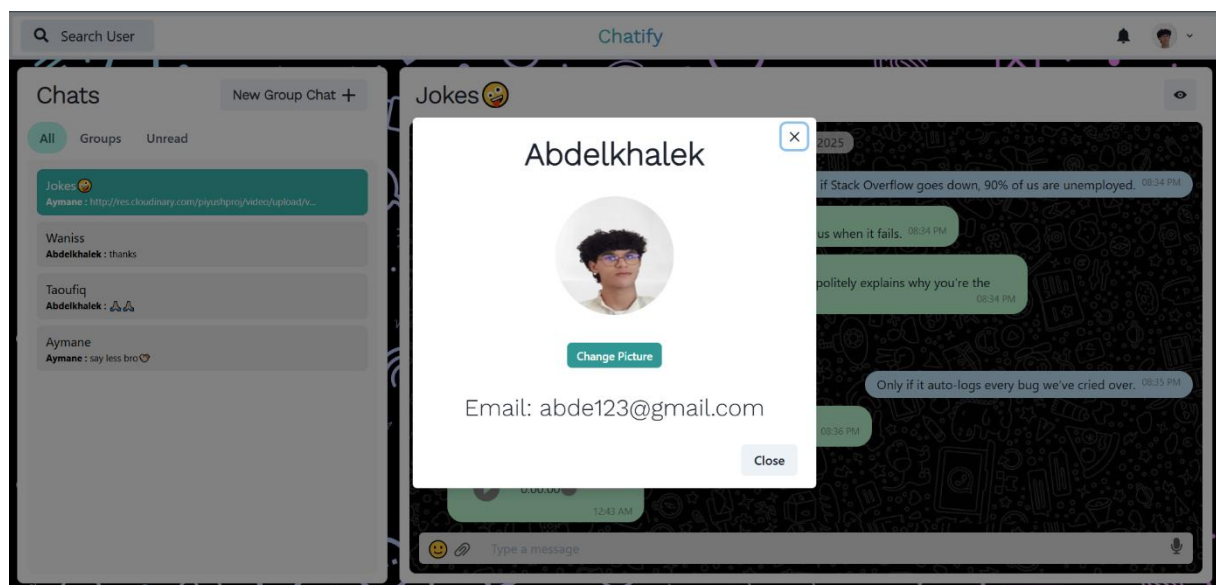 Search User
Chatify
Chats
New Group Chat +
All Groups Unread
Jokes🤪
Aymane : http://res.cloudinary.com/piyushproj/video/upload/v...
Waniss
Abdelkhalek : thanks
Taoufiq
Abdelkhalek : 🙏🙏
Aymane
Aymane : say less bro
Jokes🤪
2025
if Stack Overflow goes down, 90% of us are unemployed. 08:34 PM
us when it fails. 08:34 PM
politely explains why you're the
08:34 PM
Only if it auto-logs every bug we've cried over. 08:35 PM
08:36 PM
0:00:00
12:43 AM
Type a message
Abdelkhalek
Change Picture
Email: abde123@gmail.com
Close